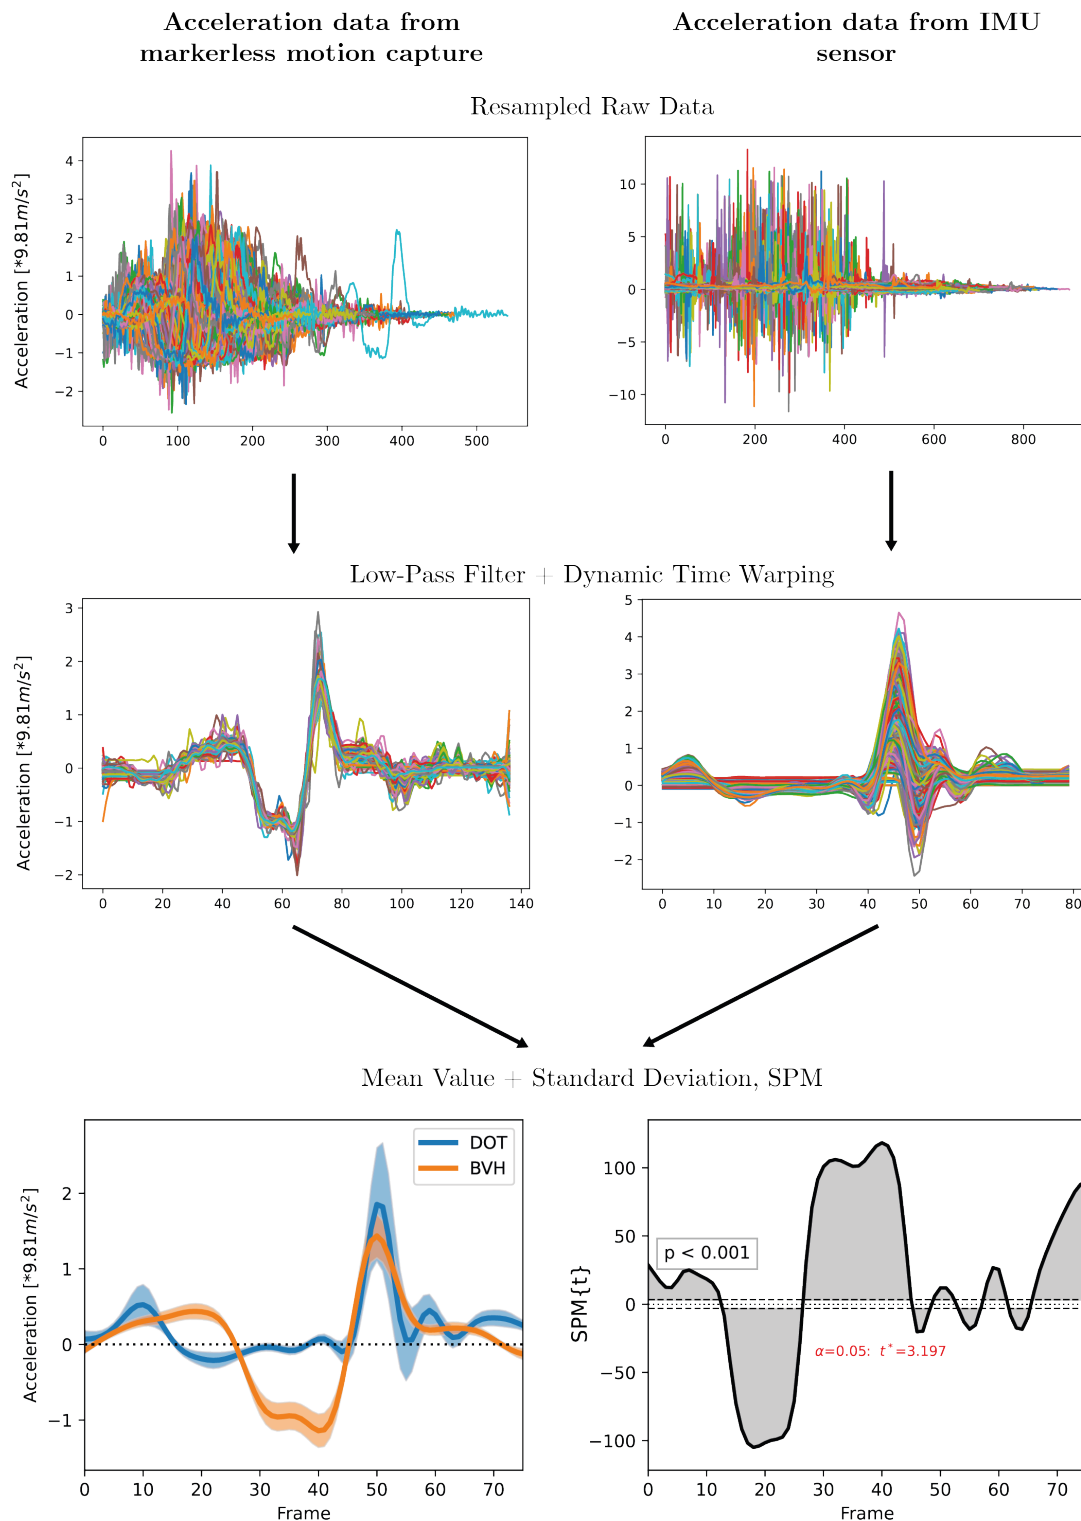 Acceleration data from
markerless motion capture
Acceleration data from IMU
sensor
Resampled Raw Data
Acceleration [*9.81m/s²]
4
3
2
1
0
−1
−2
0 100 200 300 400 500
10
5
0
−5
−10
0 200 400 600 800
Low-Pass Filter + Dynamic Time Warping
Acceleration [*9.81m/s²]
3
2
1
0
−1
−2
0 20 40 60 80 100 120 140
5
4
3
2
1
0
−1
−2
0 10 20 30 40 50 60 70 80
Mean Value + Standard Deviation, SPM
Acceleration [*9.81m/s²]
2
1
0
−1
DOT
BVH
0 10 20 30 40 50 60 70
Frame
SPM{t}
100
50
0
−50
−100
p < 0.001
α=0.05: t*=3.197
0 10 20 30 40 50 60 70
Frame